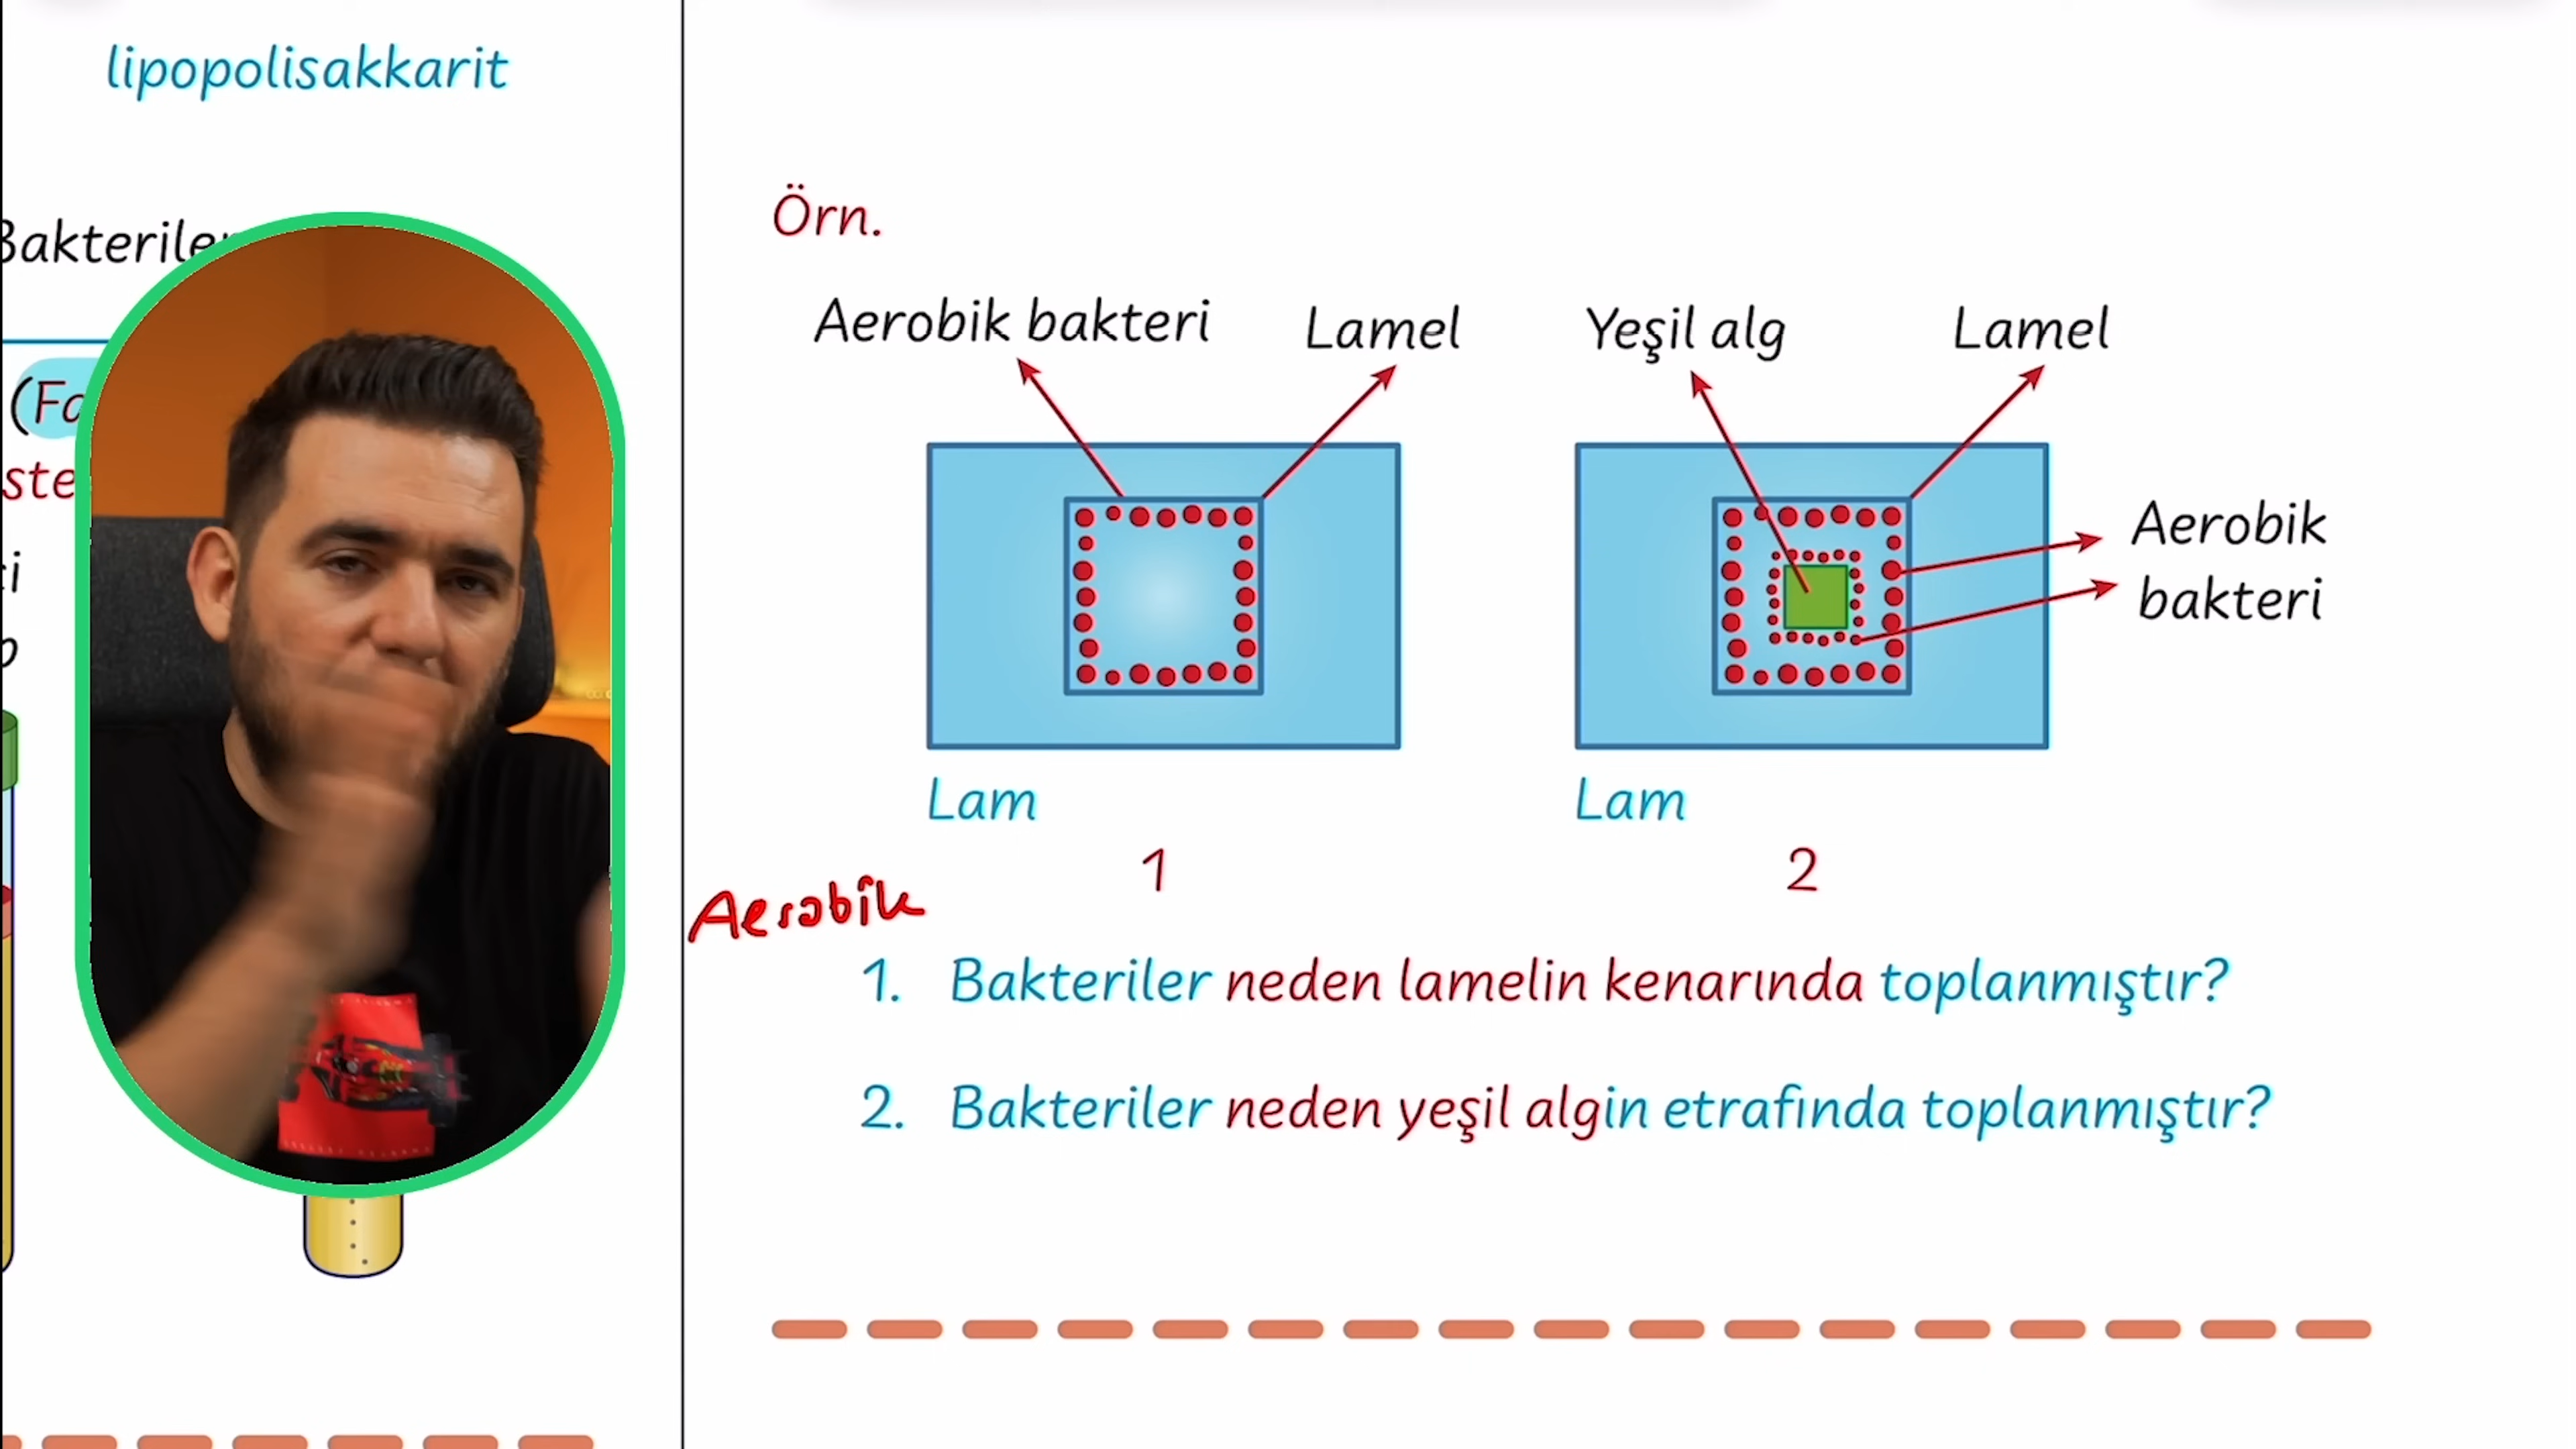 lipopolisakkarit
Bakteriler
(Fa
ste
Örn.
Aerobik bakteri
Lamel
Yeşil alg
Lamel
Aerobik
bakteri
Lam
Lam
1
2
Aerobik
1. Bakteriler neden lamelin kenarında toplanmıştır?
2. Bakteriler neden yeşil algin etrafında toplanmıştır?